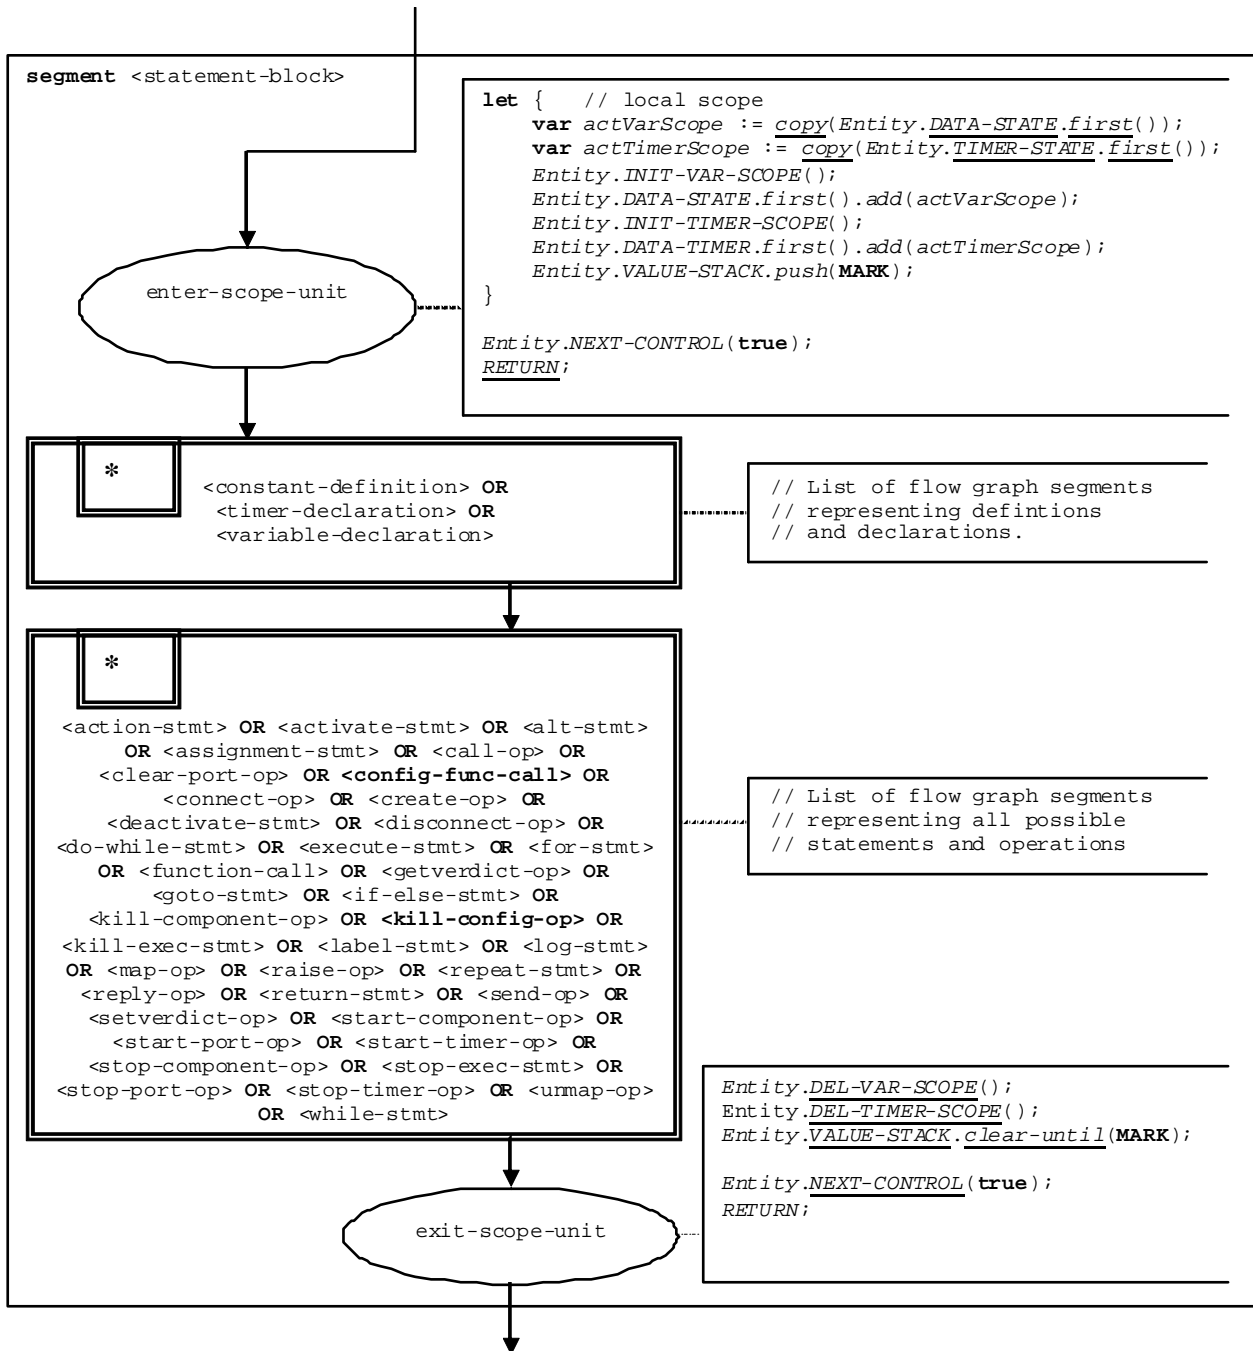 segment <statement-block>
let {   // local scope
var actVarScope := copy(Entity.DATA-STATE.first());
var actTimerScope := copy(Entity.TIMER-STATE.first());
Entity.INIT-VAR-SCOPE();
Entity.DATA-STATE.first().add(actVarScope);
Entity.INIT-TIMER-SCOPE();
Entity.DATA-TIMER.first().add(actTimerScope);
Entity.VALUE-STACK.push(MARK);
}
Entity.NEXT-CONTROL(true);
RETURN;
enter-scope-unit
*
<constant-definition> OR
<timer-declaration> OR
<variable-declaration>
// List of flow graph segments
// representing defintions
// and declarations.
*
<action-stmt> OR <activate-stmt> OR <alt-stmt>
OR <assignment-stmt> OR <call-op> OR
<clear-port-op> OR <config-func-call> OR
<connect-op> OR <create-op> OR
<deactivate-stmt> OR <disconnect-op> OR
<do-while-stmt> OR <execute-stmt> OR <for-stmt>
OR <function-call> OR <getverdict-op> OR
<goto-stmt> OR <if-else-stmt> OR
<kill-component-op> OR <kill-config-op> OR
<kill-exec-stmt> OR <label-stmt> OR <log-stmt>
OR <map-op> OR <raise-op> OR <repeat-stmt> OR
<reply-op> OR <return-stmt> OR <send-op> OR
<setverdict-op> OR <start-component-op> OR
<start-port-op> OR <start-timer-op> OR
<stop-component-op> OR <stop-exec-stmt> OR
<stop-port-op> OR <stop-timer-op> OR <unmap-op>
OR <while-stmt>
// List of flow graph segments
// representing all possible
// statements and operations
Entity.DEL-VAR-SCOPE();
Entity.DEL-TIMER-SCOPE();
Entity.VALUE-STACK.clear-until(MARK);
Entity.NEXT-CONTROL(true);
RETURN;
exit-scope-unit